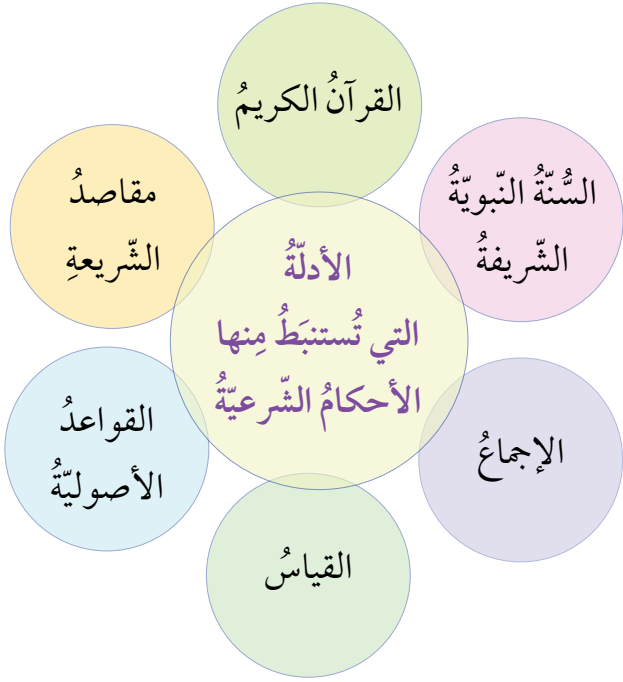 القرآنُ الكريمُ
السُّنّةُ النّبويّةُ
الشّريفةُ
الإجماعُ
القياسُ
القواعدُ
الأصوليّةُ
مقاصدُ
الشّريعةِ
الأدلّةُ
التي تُستنبَطُ مِنها
الأحكامُ الشّرعيّةُ